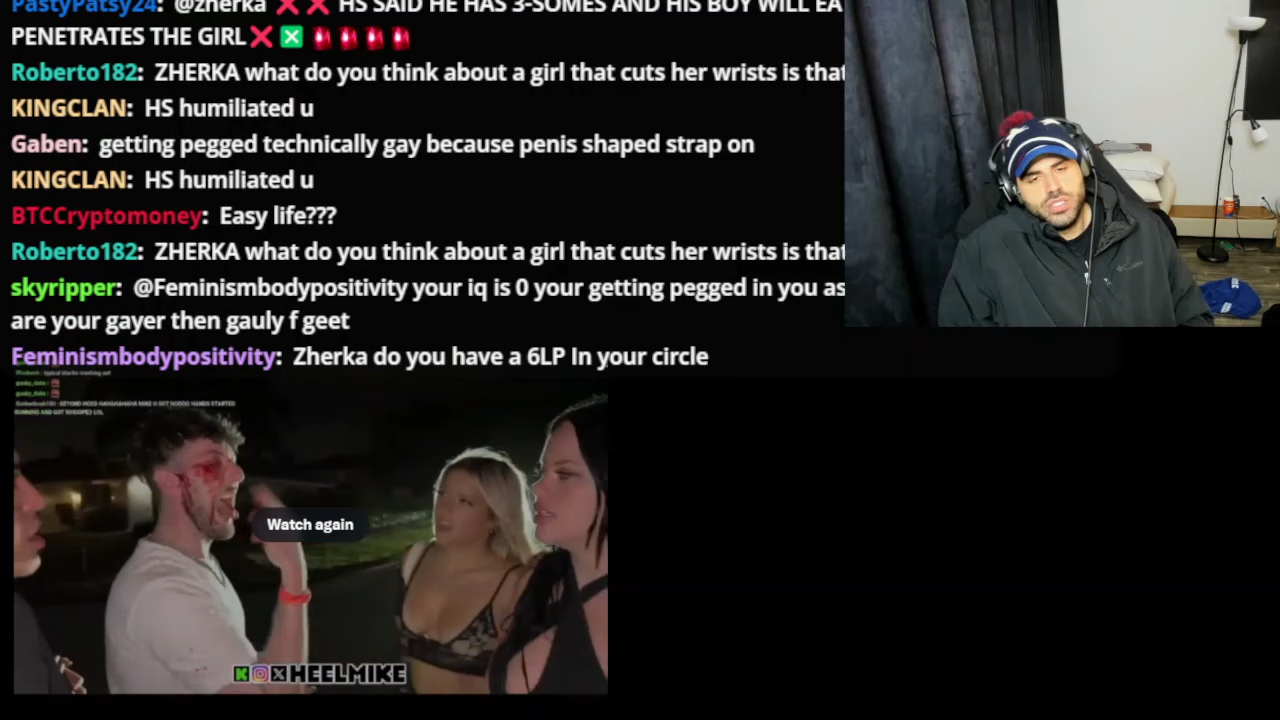 PastyPatsy24: @zherka ❌ ❌ HS SAID HE HAS 3-SOMES AND HIS BOY WILL EA
PENETRATES THE GIRL❌ ❎
Roberto182: ZHERKA what do you think about a girl that cuts her wrists is that
KINGCLAN: HS humiliated u
Gaben: getting pegged technically gay because penis shaped strap on
KINGCLAN: HS humiliated u
BTCCryptomoney: Easy life???
Roberto182: ZHERKA what do you think about a girl that cuts her wrists is that
skyripper: @Feminismbodypositivity your iq is 0 your getting pegged in you as
are your gayer then gauly f geet
Feminismbodypositivity: Zherka do you have a 6LP In your circle
Watch again
HEELMIKE